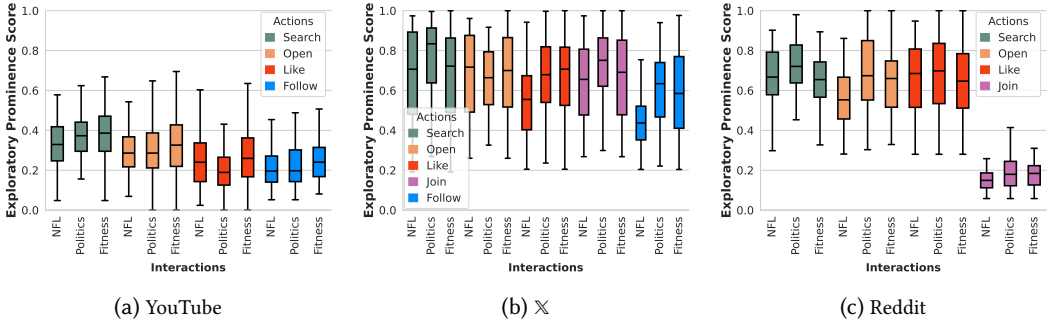 Exploratory Prominence Score
1.0
0.8
0.6
0.4
0.2
0.0
Actions
Search
Open
Like
Follow
NFL
Politics
Fitness
NFL
Politics
Fitness
NFL
Politics
Fitness
NFL
Politics
Fitness
Interactions
(a) YouTube
Exploratory Prominence Score
1.0
0.8
0.6
0.4
0.2
0.0
Actions
Search
Open
Like
Join
Follow
NFL
Politics
Fitness
NFL
Politics
Fitness
NFL
Politics
Fitness
NFL
Politics
Fitness
NFL
Politics
Fitness
Interactions
(b) 𝕏
Exploratory Prominence Score
1.0
0.8
0.6
0.4
0.2
0.0
Actions
Search
Open
Like
Join
NFL
Politics
Fitness
NFL
Politics
Fitness
NFL
Politics
Fitness
NFL
Politics
Fitness
Interactions
(c) Reddit